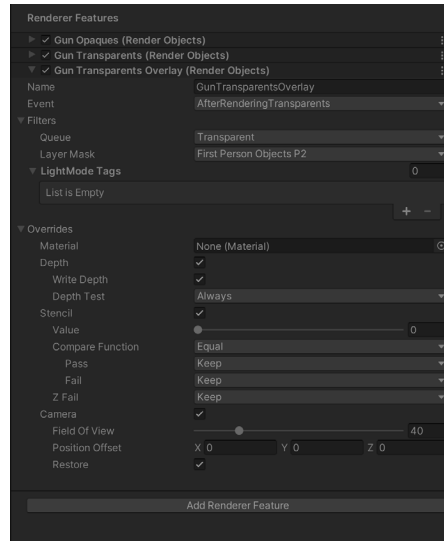 Renderer Features
Gun Opaques (Render Objects)
Gun Transparents (Render Objects)
Gun Transparents Overlay (Render Objects)
Name GunTransparentsOverlay
Event AfterRenderingTransparents
Filters
Queue Transparent
Layer Mask First Person Objects P2
LightMode Tags 0
List is Empty
+ −
Overrides
Material None (Material)
Depth
Write Depth
Depth Test Always
Stencil
Value 0
Compare Function Equal
Pass Keep
Fail Keep
Z Fail Keep
Camera
Field Of View 40
Position Offset X 0 Y 0 Z 0
Restore
Add Renderer Feature